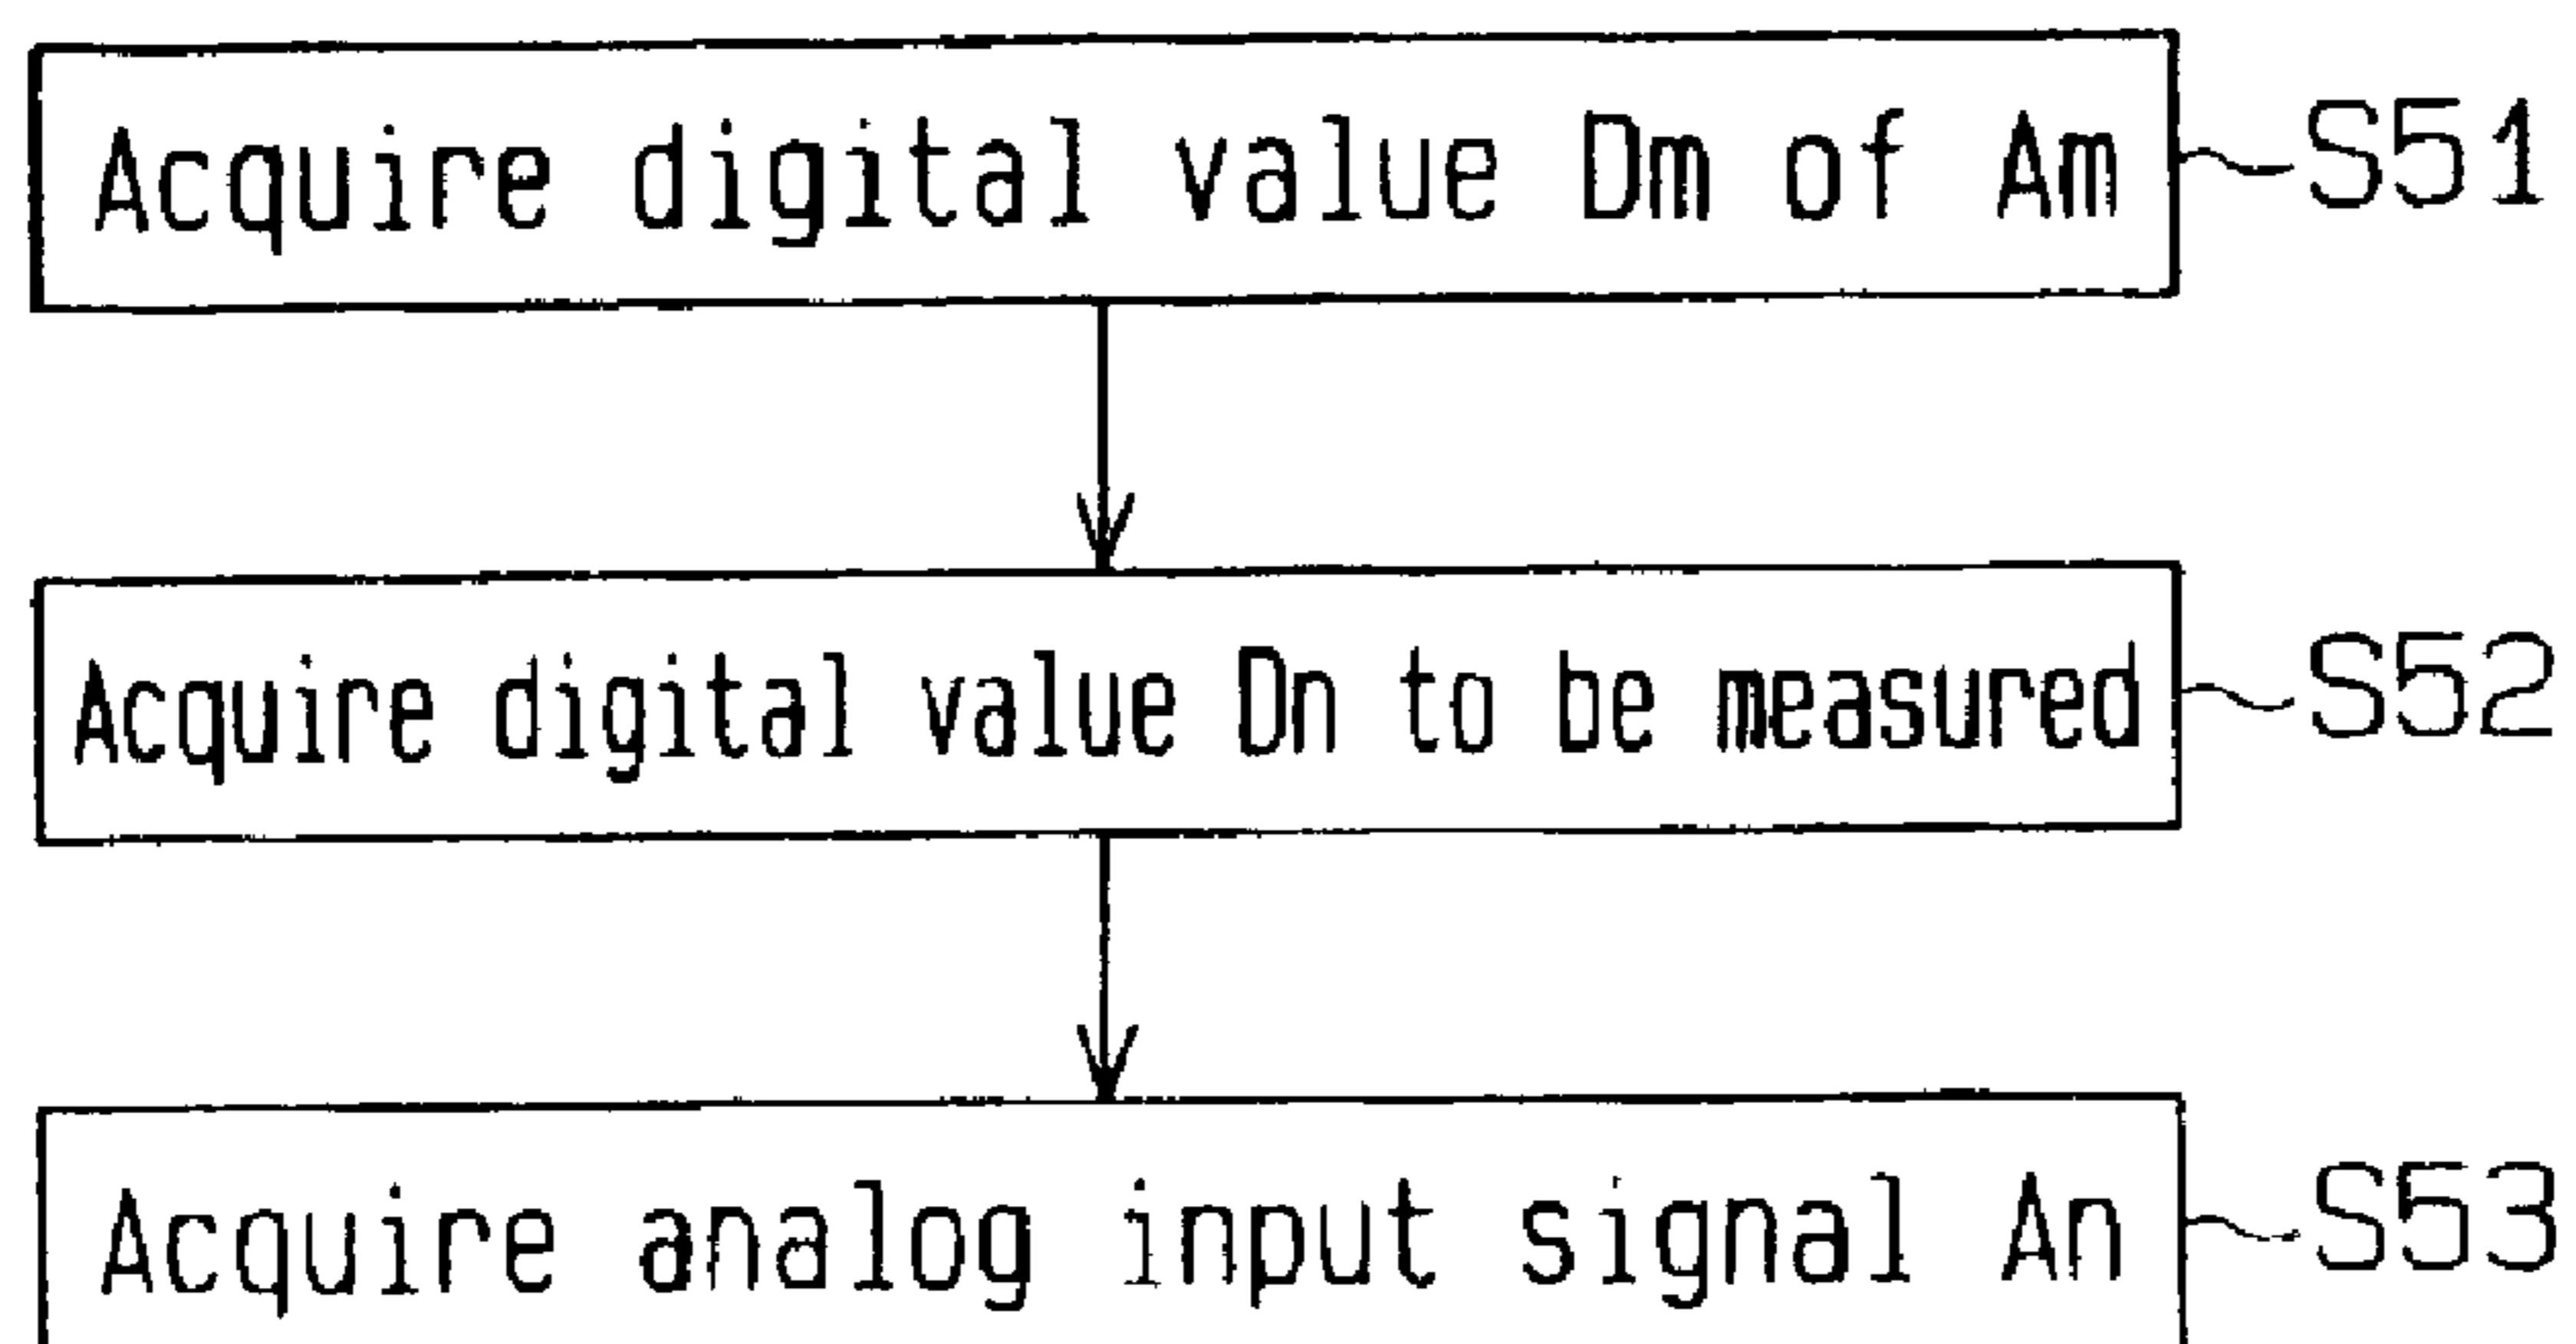 Acquire digital value Dm of Am S51
Acquire digital value Dn to be measured S52
Acquire analog input signal An S53